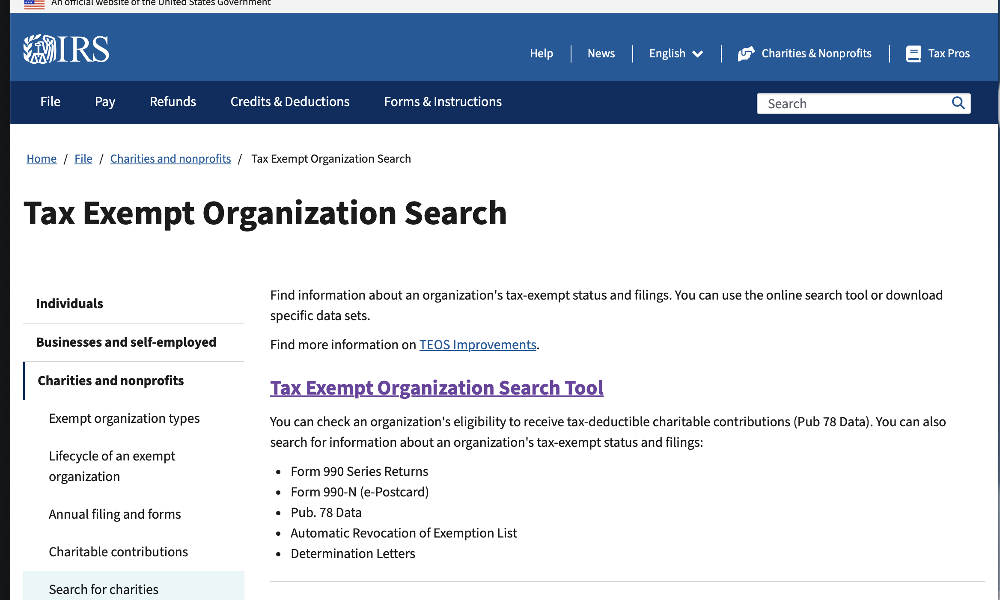 An official website of the United States Government
IRS
Help
News
English
Charities & Nonprofits
Tax Pros
File
Pay
Refunds
Credits & Deductions
Forms & Instructions
Search
Home / File / Charities and nonprofits / Tax Exempt Organization Search
Tax Exempt Organization Search
Individuals
Businesses and self-employed
Charities and nonprofits
Exempt organization types
Lifecycle of an exempt
organization
Annual filing and forms
Charitable contributions
Search for charities
Find information about an organization's tax-exempt status and filings. You can use the online search tool or download
specific data sets.
Find more information on TEOS Improvements.
Tax Exempt Organization Search Tool
You can check an organization's eligibility to receive tax-deductible charitable contributions (Pub 78 Data). You can also
search for information about an organization's tax-exempt status and filings:
• Form 990 Series Returns
• Form 990-N (e-Postcard)
• Pub. 78 Data
• Automatic Revocation of Exemption List
• Determination Letters